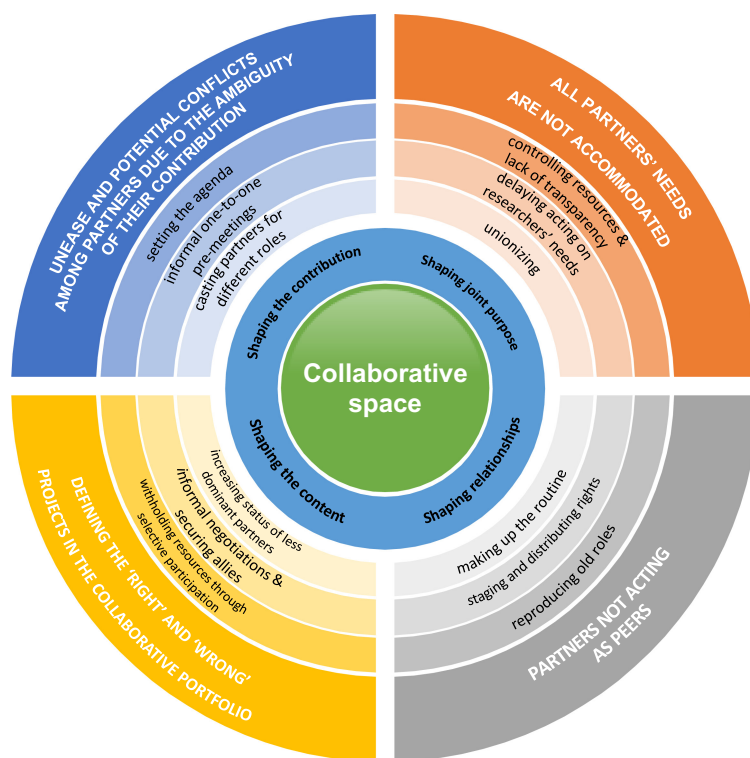 UNEASE AND POTENTIAL CONFLICTS
AMONG PARTNERS DUE TO THE AMBIGUITY
OF THEIR CONTRIBUTION
setting the agenda
informal one-to-one
pre-meetings
casting partners for
different roles
ALL PARTNERS’ NEEDS
ARE NOT ACCOMMODATED
controlling resources &
lack of transparency
delaying acting on
researchers’ needs
unionizing
Shaping the contribution
Shaping joint purpose
Collaborative
space
Shaping the content
Shaping relationships
increasing status of less
dominant partners
informal negotiations &
securing allies
withholding resources through
selective participation
DEFINING THE ‘RIGHT’ AND ‘WRONG’
PROJECTS IN THE COLLABORATIVE PORTFOLIO
making up the routine
staging and distributing rights
reproducing old roles
PARTNERS NOT ACTING
AS PEERS